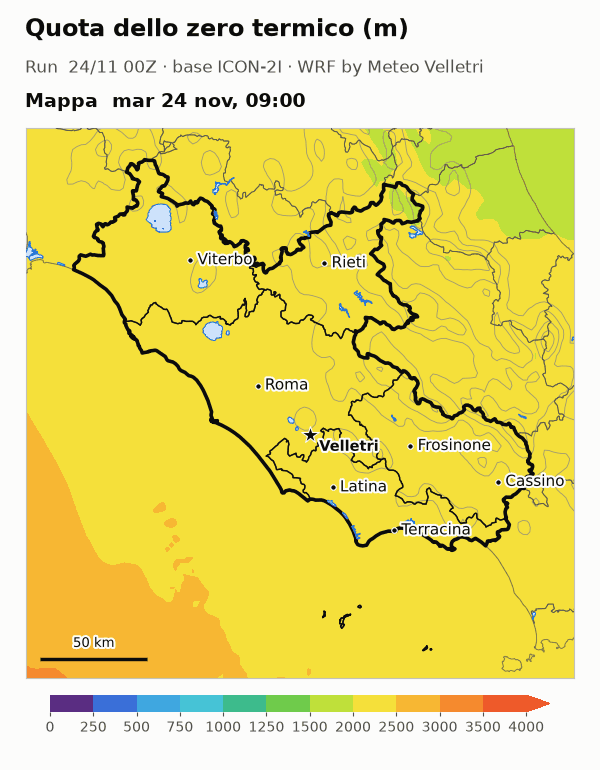 Quota dello zero termico (m)
Run 24/11 00Z · base ICON-2I · WRF by Meteo Velletri
Mappa mar 24 nov, 09:00
Viterbo
Rieti
Roma
Velletri
Frosinone
Cassino
Latina
Terracina
50 km
0 250 500 750 1000 1250 1500 2000 2500 3000 3500 4000